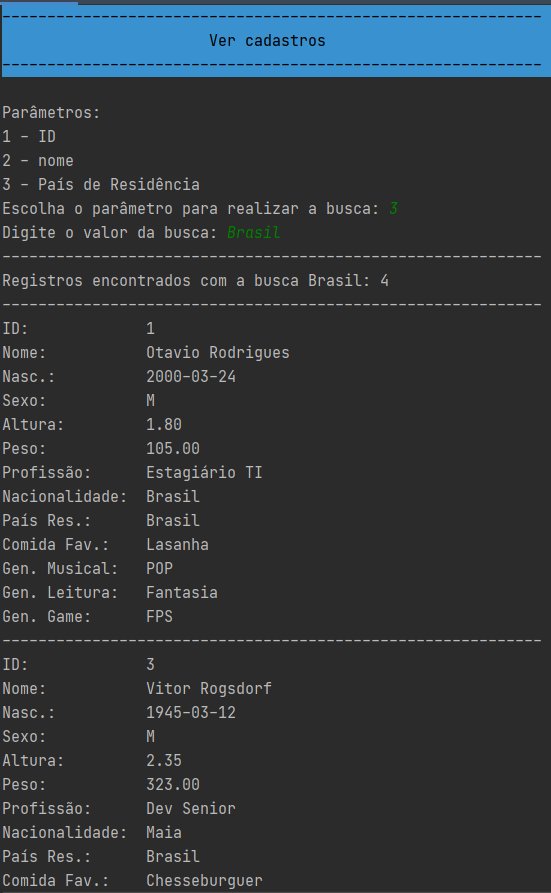 ------------------------------------------------------------
Ver cadastros
------------------------------------------------------------
Parâmetros:
1 - ID
2 - nome
3 - País de Residência
Escolha o parâmetro para realizar a busca: 3
Digite o valor da busca: Brasil
------------------------------------------------------------
Registros encontrados com a busca Brasil: 4
------------------------------------------------------------
ID: 1
Nome: Otavio Rodrigues
Nasc.: 2000-03-24
Sexo: M
Altura: 1.80
Peso: 105.00
Profissão: Estagiário TI
Nacionalidade: Brasil
País Res.: Brasil
Comida Fav.: Lasanha
Gen. Musical: POP
Gen. Leitura: Fantasia
Gen. Game: FPS
------------------------------------------------------------
ID: 3
Nome: Vitor Rogsdorf
Nasc.: 1945-03-12
Sexo: M
Altura: 2.35
Peso: 323.00
Profissão: Dev Senior
Nacionalidade: Maia
País Res.: Brasil
Comida Fav.: Chesseburguer